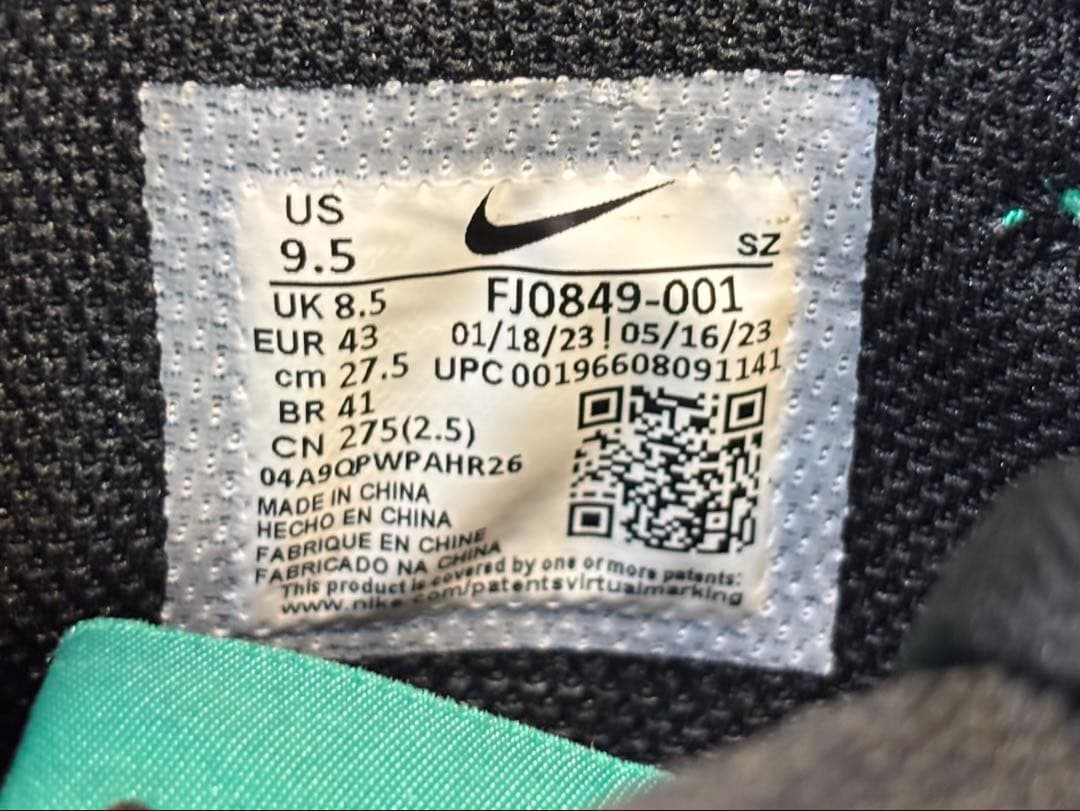 US
9.5
SZ
UK 8.5
FJ0849-001
EUR 43
01/18/23 ! 05/16/23
cm 27.5
UPC 00196608091141
BR 41
CN 275(2.5)
04A9QPWPAHR26
MADE IN CHINA
HECHO EN CHINA
FABRIQUE EN CHINE
FABRICADO NA CHINA
This product is covered by one or more patents:
www.nike.com/patentsvirtualmarking